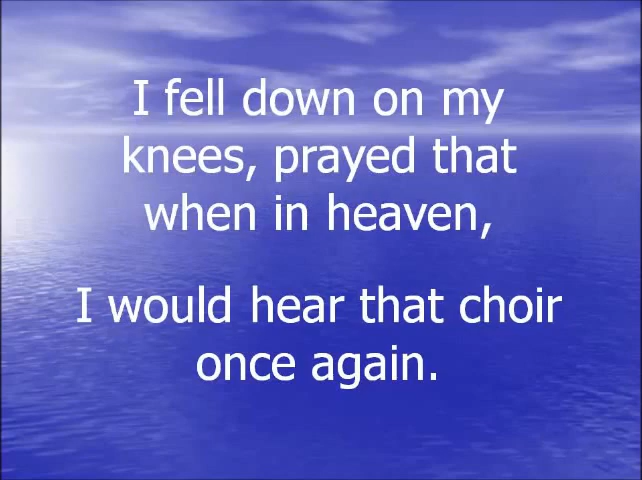 I fell down on my
knees, prayed that
when in heaven,
I would hear that choir
once again.